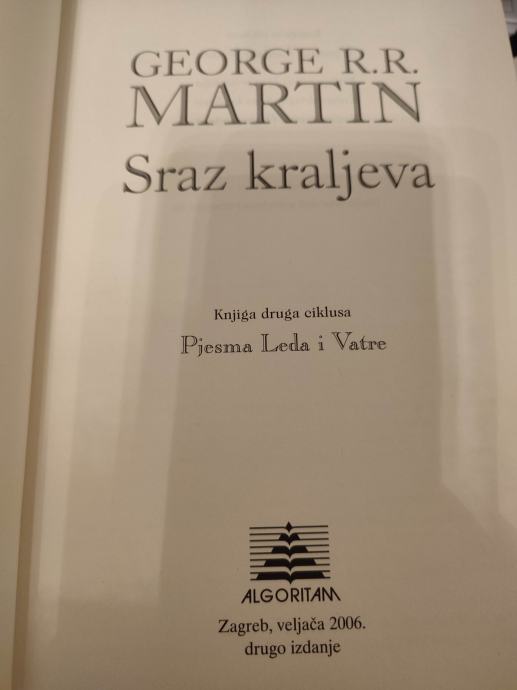 GEORGE R.R.
MARTIN
Sraz kraljeva
Knjiga druga ciklusa
Pjesma Leda i Vatre
ALGORITAM
Zagreb, veljača 2006.
drugo izdanje